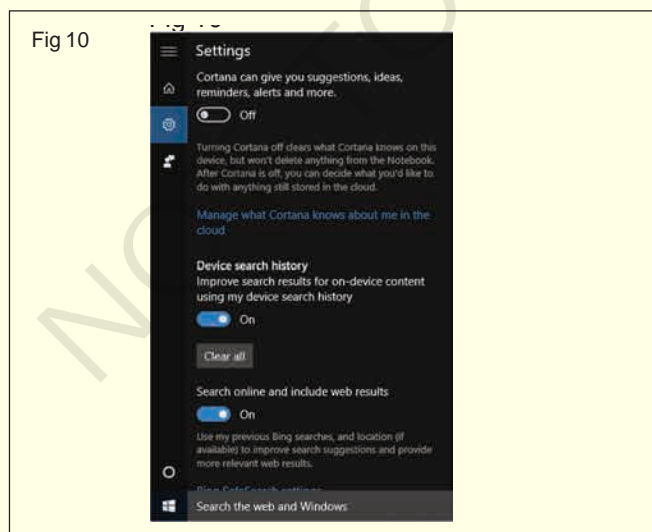 Fig 10
Settings
Cortana can give you suggestions, ideas,
reminders, alerts and more.
Off
Turning Cortana off clears what Cortana knows on this
device, but won't delete anything from the Notebook.
After Cortana is off, you can decide what you'd like to
do with anything still stored in the cloud.
Manage what Cortana knows about me in the
cloud
Device search history
Improve search results for on-device content
using my device search history
On
Clear all
Search online and include web results
On
Use my previous Bing searches, and location (if
available) to improve search suggestions and provide
more relevant web results.
Bing SafeSearch settings
Search the web and Windows